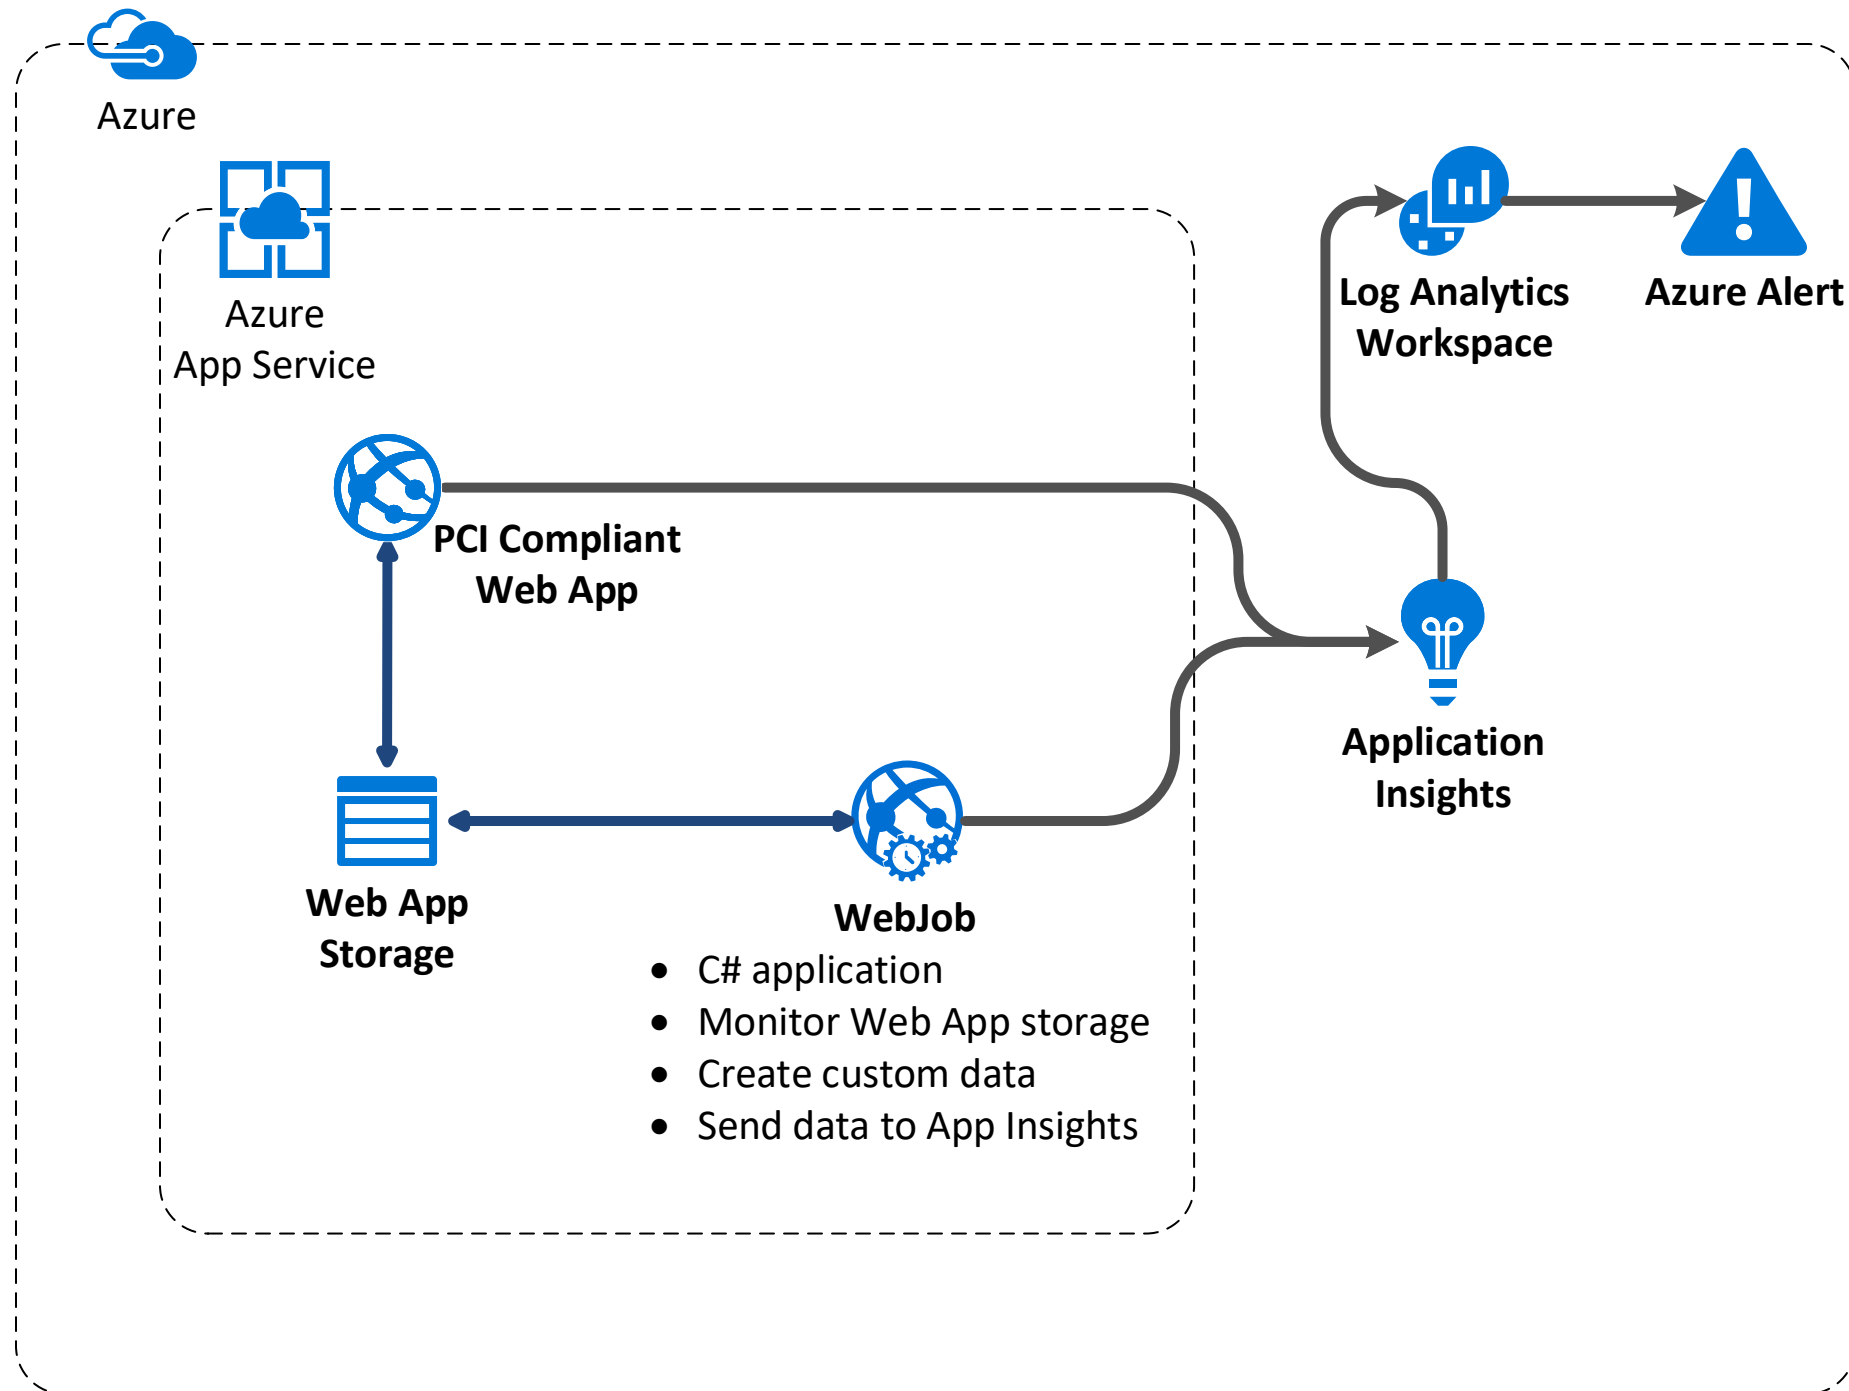 Azure
Azure
App Service
Log Analytics
Workspace
Azure Alert
PCI Compliant
Web App
Application
Insights
Web App
Storage
WebJob
• C# application
• Monitor Web App storage
• Create custom data
• Send data to App Insights